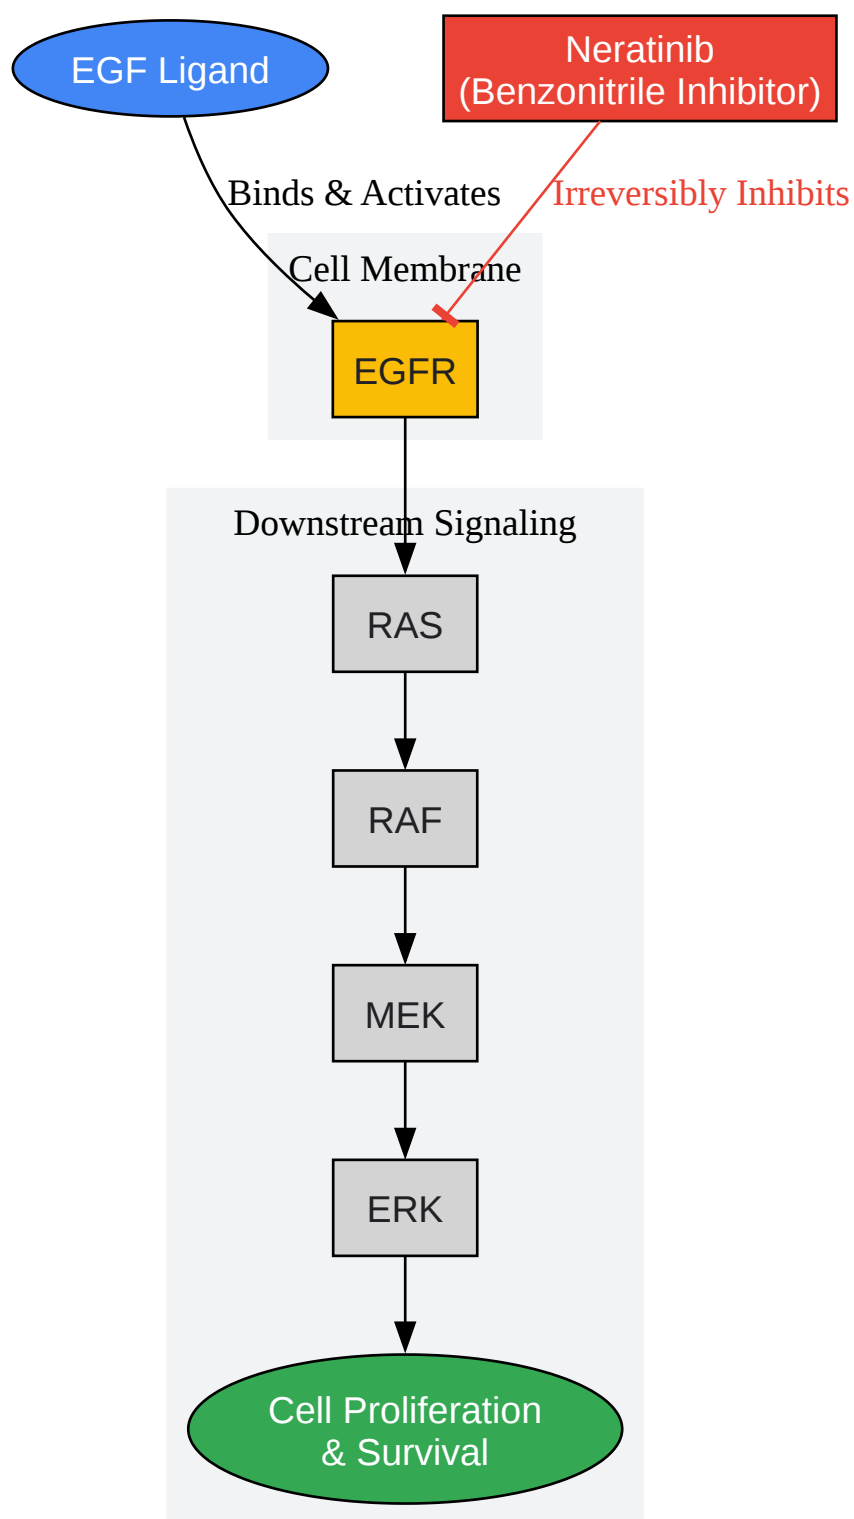 EGF Ligand
Neratinib
(Benzonitrile Inhibitor)
Binds & Activates
Irreversibly Inhibits
Cell Membrane
EGFR
Downstream Signaling
RAS
RAF
MEK
ERK
Cell Proliferation
& Survival